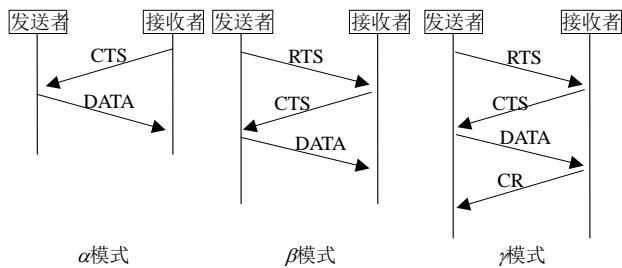 发送者 接收者 发送者 接收者 发送者 接收者
CTS
DATA
RTS
CTS
DATA
RTS
CTS
DATA
CR
α模式 β模式 γ模式